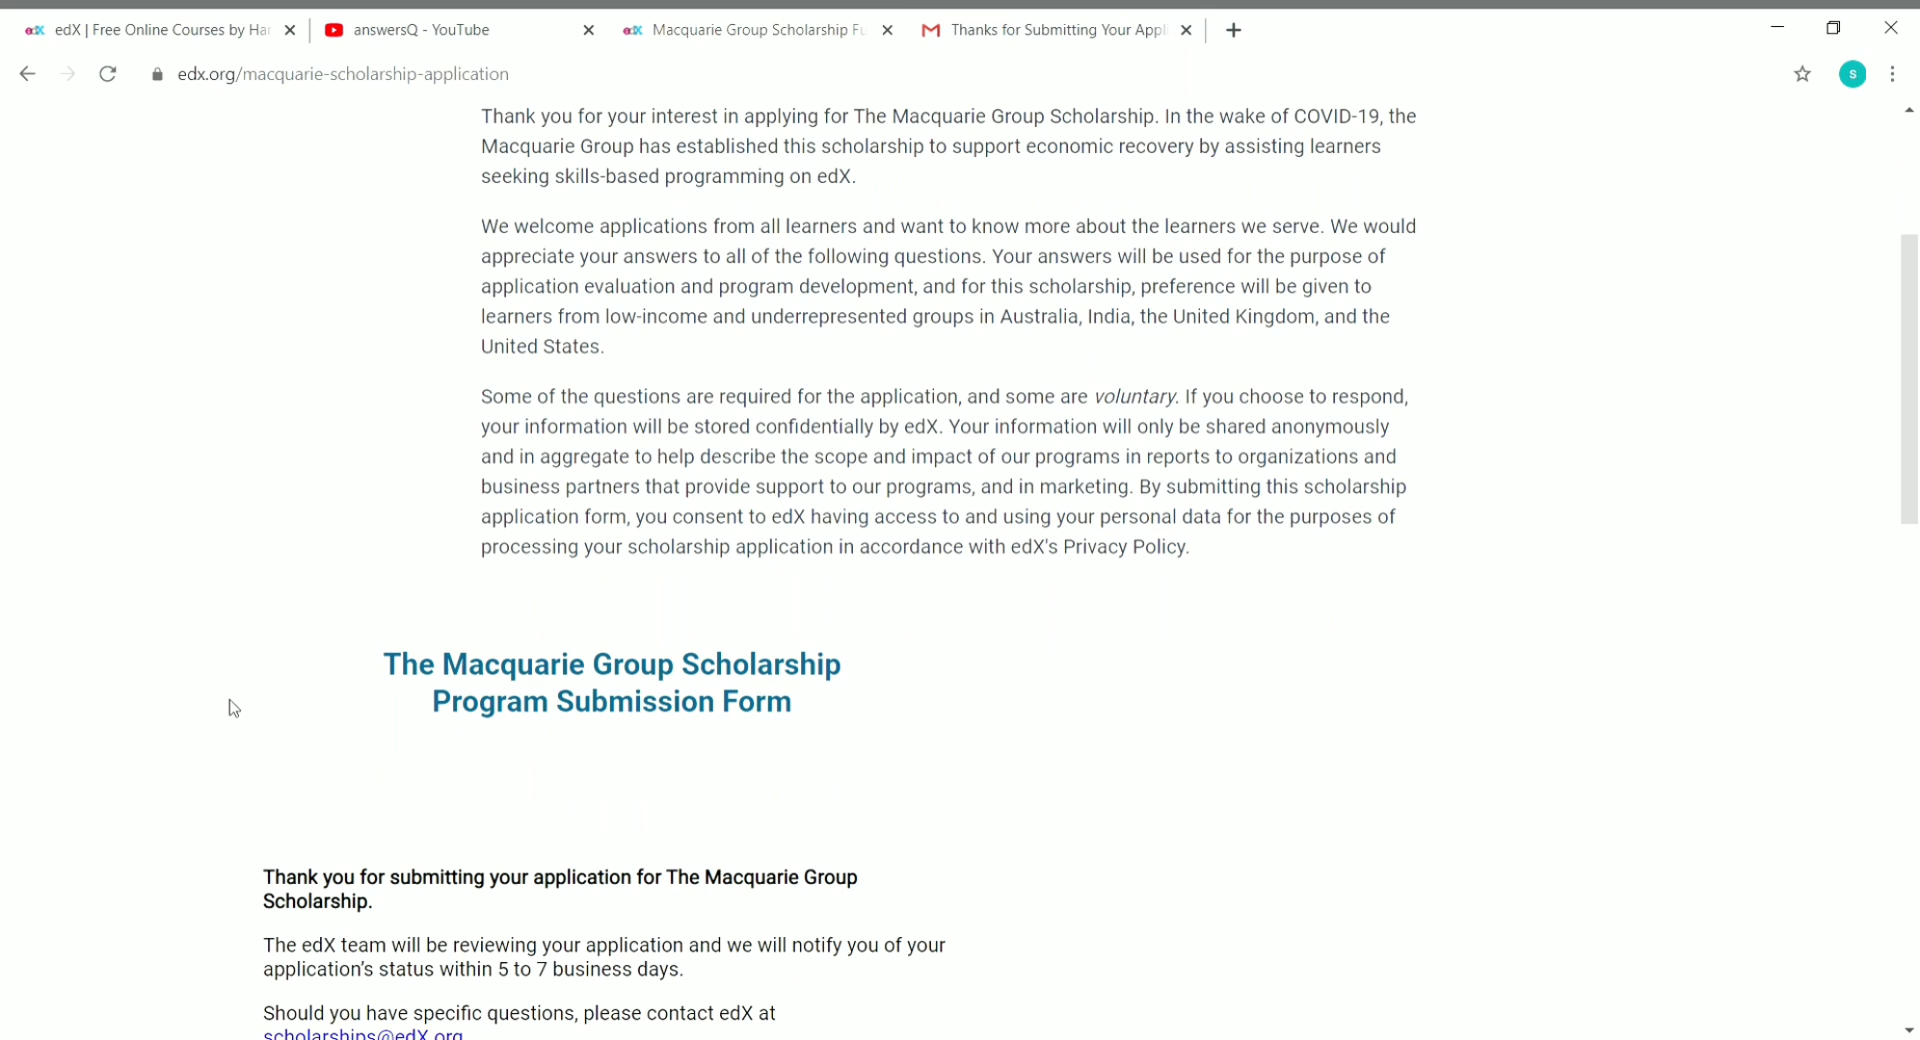 edX | Free Online Courses by Har
answersQ - YouTube
Macquarie Group Scholarship Fu
Thanks for Submitting Your Appli
edx.org/macquarie-scholarship-application
S
Thank you for your interest in applying for The Macquarie Group Scholarship. In the wake of COVID-19, the
Macquarie Group has established this scholarship to support economic recovery by assisting learners
seeking skills-based programming on edX.
We welcome applications from all learners and want to know more about the learners we serve. We would
appreciate your answers to all of the following questions. Your answers will be used for the purpose of
application evaluation and program development, and for this scholarship, preference will be given to
learners from low-income and underrepresented groups in Australia, India, the United Kingdom, and the
United States.
Some of the questions are required for the application, and some are voluntary. If you choose to respond,
your information will be stored confidentially by edX. Your information will only be shared anonymously
and in aggregate to help describe the scope and impact of our programs in reports to organizations and
business partners that provide support to our programs, and in marketing. By submitting this scholarship
application form, you consent to edX having access to and using your personal data for the purposes of
processing your scholarship application in accordance with edX's Privacy Policy.
The Macquarie Group Scholarship
Program Submission Form
Thank you for submitting your application for The Macquarie Group
Scholarship.
The edX team will be reviewing your application and we will notify you of your
application's status within 5 to 7 business days.
Should you have specific questions, please contact edX at
scholarships@edX.org